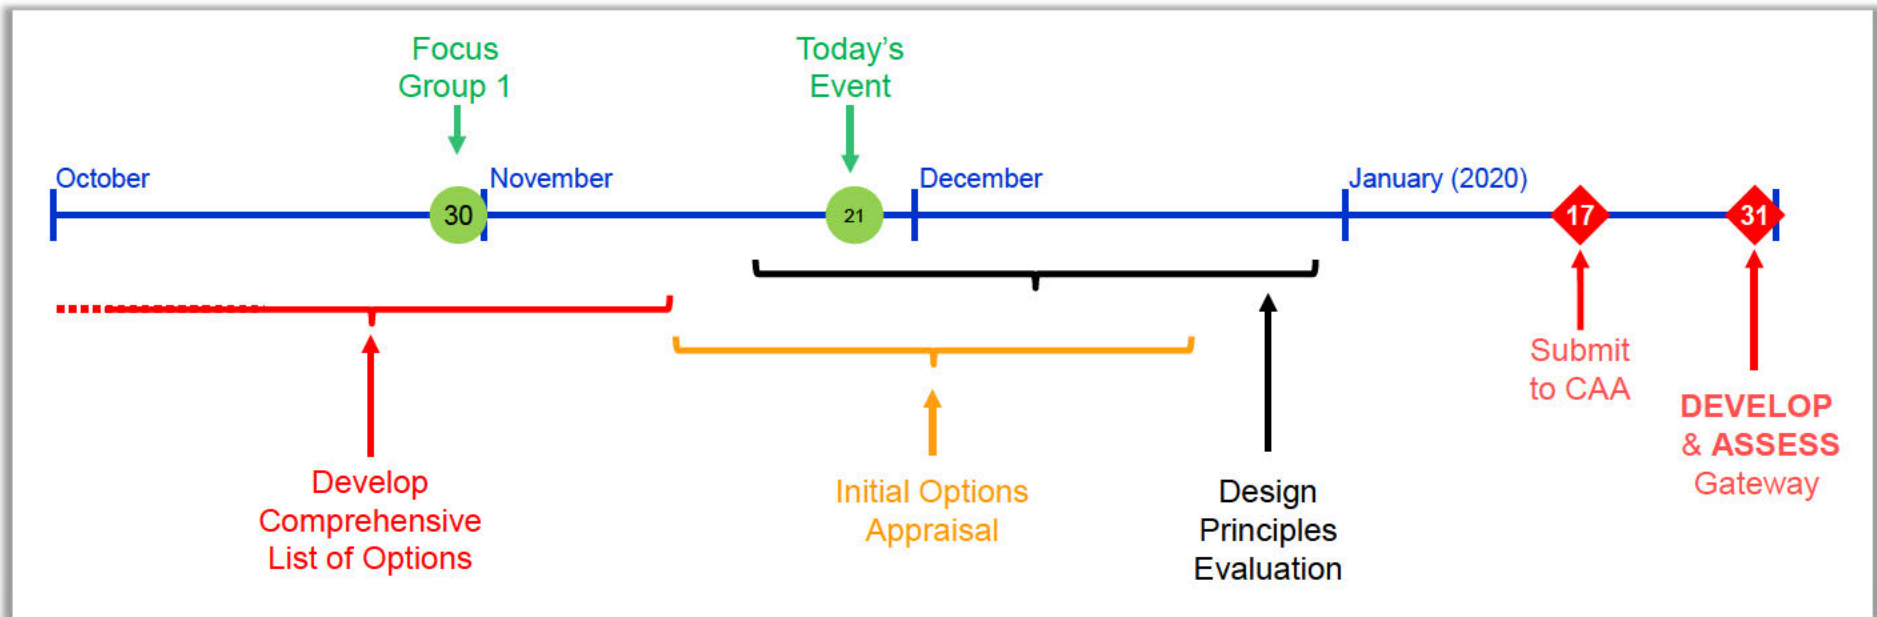 Focus
Group 1
Today's
Event
October
November
December
January (2020)
30
21
17
31
Submit
to CAA
DEVELOP
& ASSESS
Gateway
Develop
Comprehensive
List of Options
Initial Options
Appraisal
Design
Principles
Evaluation